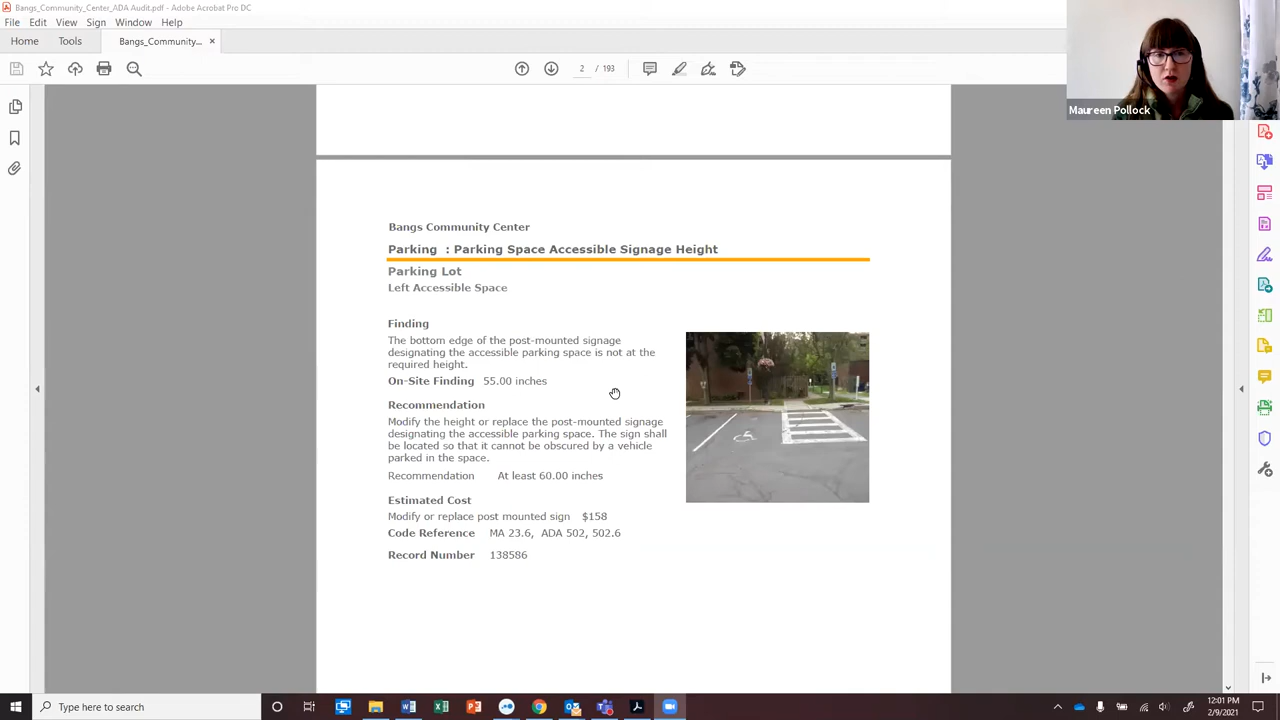 Bangs_Community_Center_ADA Audit.pdf - Adobe Acrobat Pro DC
File Edit View Sign Window Help
Home Tools Bangs_Community... ×
2 / 193
Maureen Pollock
Bangs Community Center
Parking : Parking Space Accessible Signage Height
Parking Lot
Left Accessible Space
Finding
The bottom edge of the post-mounted signage
designating the accessible parking space is not at the
required height.
On-Site Finding 55.00 inches
Recommendation
Modify the height or replace the post-mounted signage
designating the accessible parking space. The sign shall
be located so that it cannot be obscured by a vehicle
parked in the space.
Recommendation At least 60.00 inches
Estimated Cost
Modify or replace post mounted sign $158
Code Reference MA 23.6, ADA 502, 502.6
Record Number 138586
Type here to search
12:01 PM
2/9/2021